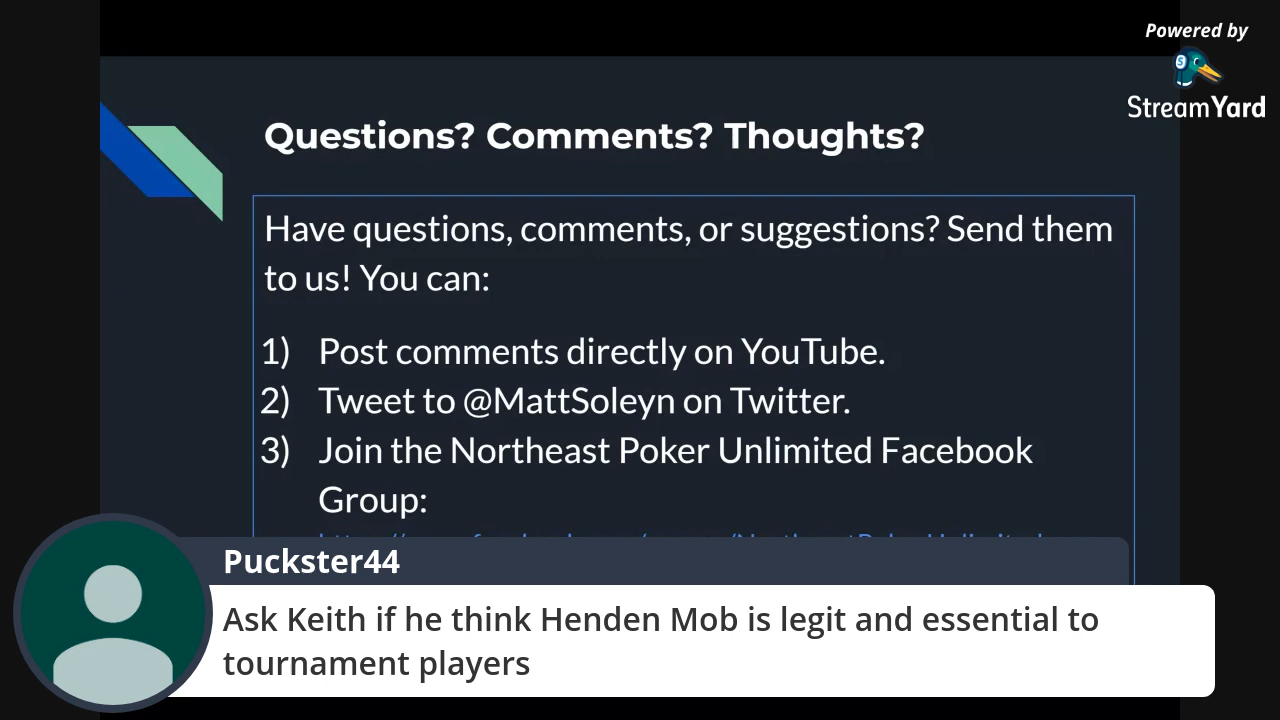 Powered by
StreamYard
Questions? Comments? Thoughts?
Have questions, comments, or suggestions? Send them
to us! You can:
1) Post comments directly on YouTube.
2) Tweet to @MattSoleyn on Twitter.
3) Join the Northeast Poker Unlimited Facebook
Group:
Puckster44
Ask Keith if he think Henden Mob is legit and essential to
tournament players